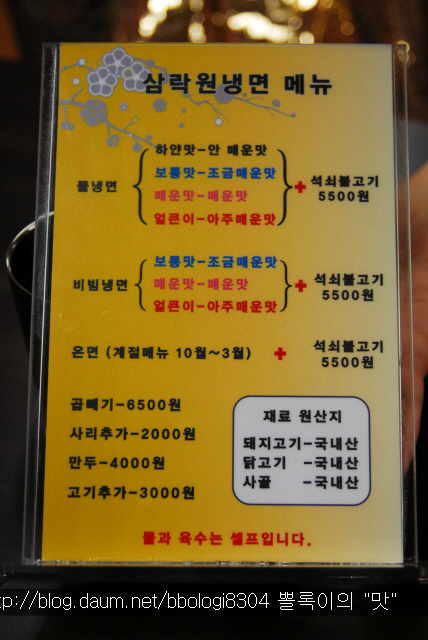 삼락원냉면 메뉴
물냉면
하얀맛-안 매운맛
보통맛-조금매운맛
매운맛-매운맛
얼큰이-아주매운맛
+ 석쇠불고기
5500원
비빔냉면
보통맛-조금매운맛
매운맛-매운맛
얼큰이-아주매운맛
+ 석쇠불고기
5500원
온면 (계절메뉴 10월~3월) + 석쇠불고기
5500원
곱빼기-6500원
사리추가-2000원
만두-4000원
고기추가-3000원
재료 원산지
돼지고기-국내산
닭고기 -국내산
사골 -국내산
물과 육수는 셀프입니다.
tp://blog.daum.net/bbologi8304 뽈록이의 "맛"